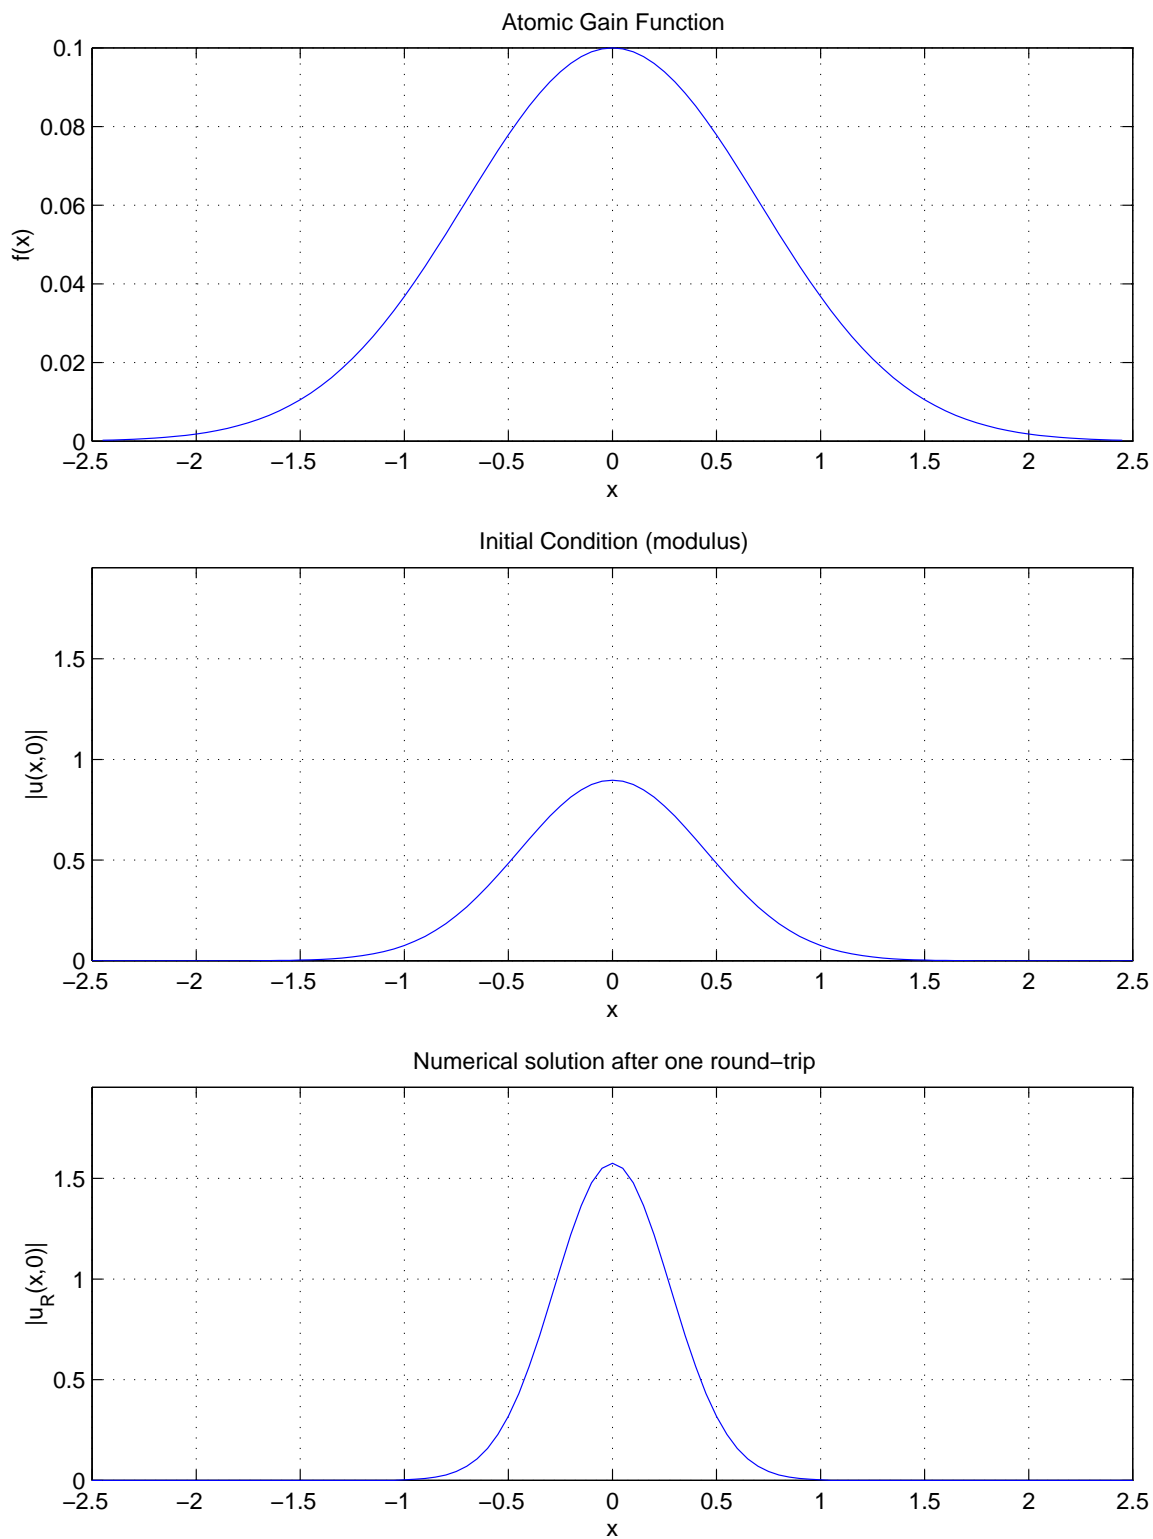 Atomic Gain Function
0.1
0.08
0.06
0.04
0.02
0
f(x)
−2.5 −2 −1.5 −1 −0.5 0 0.5 1 1.5 2 2.5
x
Initial Condition (modulus)
1.5
1
0.5
0
|u(x,0)|
−2.5 −2 −1.5 −1 −0.5 0 0.5 1 1.5 2 2.5
x
Numerical solution after one round−trip
1.5
1
0.5
0
|u_R(x,0)|
−2.5 −2 −1.5 −1 −0.5 0 0.5 1 1.5 2 2.5
x